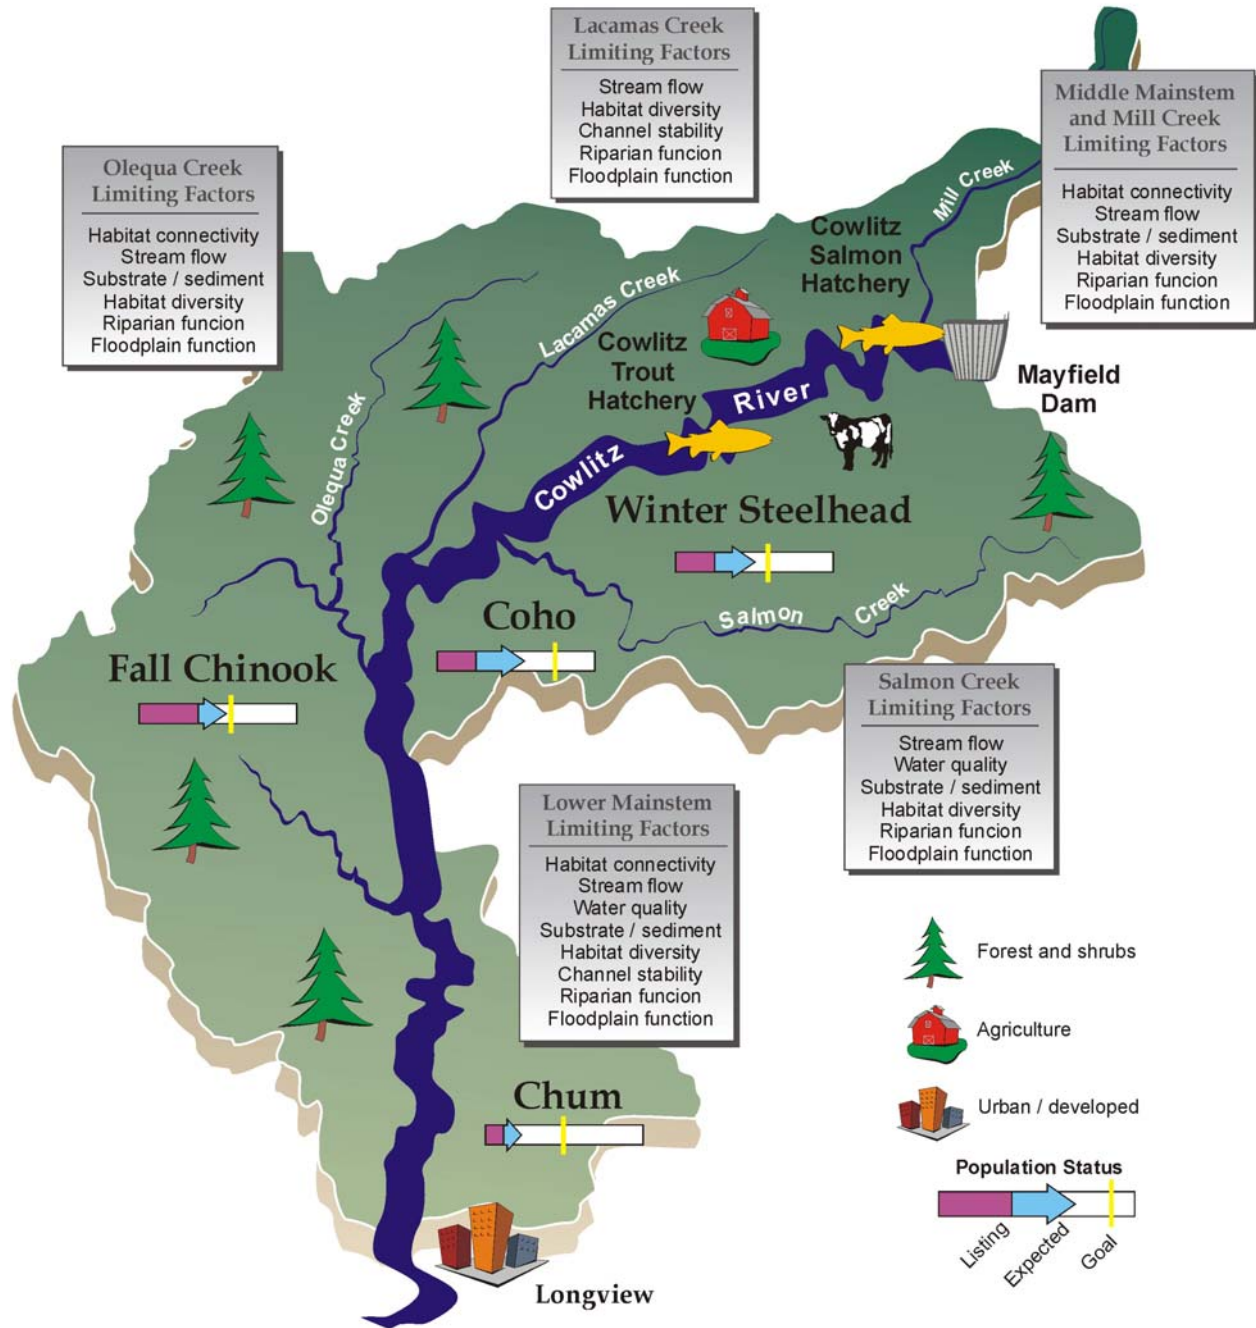 Lacamas Creek
Limiting Factors
Stream flow
Habitat diversity
Channel stability
Riparian funcion
Floodplain function
Middle Mainstem
and Mill Creek
Limiting Factors
Habitat connectivity
Stream flow
Substrate / sediment
Habitat diversity
Riparian funcion
Floodplain function
Olequa Creek
Limiting Factors
Habitat connectivity
Stream flow
Substrate / sediment
Habitat diversity
Riparian funcion
Floodplain function
Mill Creek
Cowlitz
Salmon
Hatchery
Lacamas Creek
Cowlitz
Trout
Hatchery
Mayfield
Dam
Olequa Creek
Cowlitz River
Winter Steelhead
Salmon Creek
Coho
Fall Chinook
Salmon Creek
Limiting Factors
Stream flow
Water quality
Substrate / sediment
Habitat diversity
Riparian funcion
Floodplain function
Lower Mainstem
Limiting Factors
Habitat connectivity
Stream flow
Water quality
Substrate / sediment
Habitat diversity
Channel stability
Riparian funcion
Floodplain function
Chum
Longview
Forest and shrubs
Agriculture
Urban / developed
Population Status
Listing
Expected
Goal